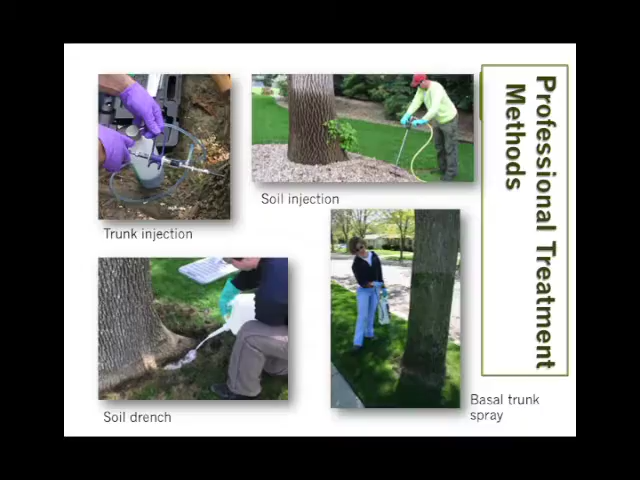 Professional Treatment
Methods
Trunk injection
Soil injection
Soil drench
Basal trunk
spray